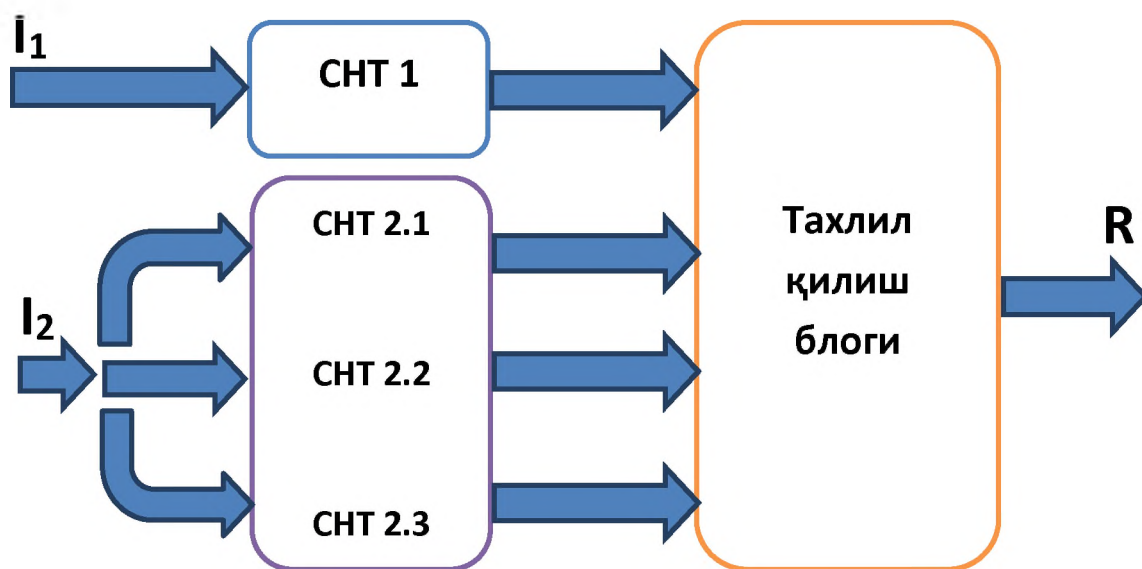 I₁
СНТ 1
СНТ 2.1
I₂
СНТ 2.2
СНТ 2.3
Тахлил
қилиш
блоги
R